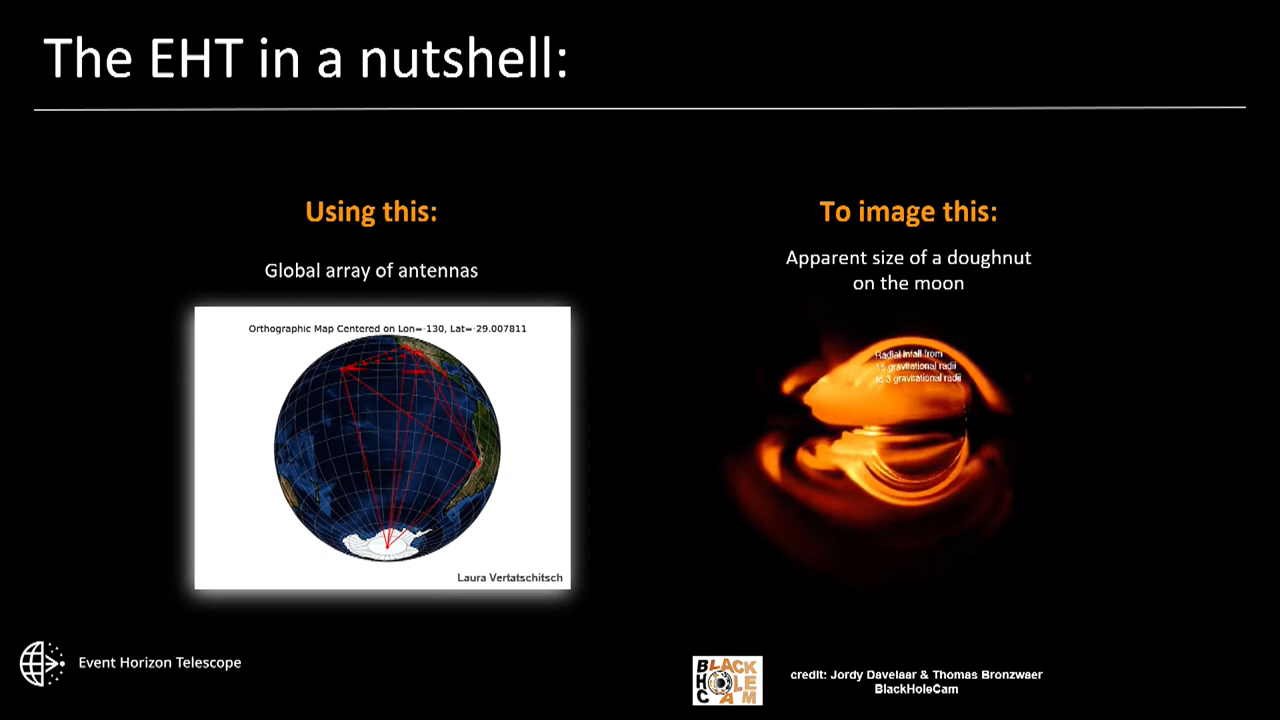 The EHT in a nutshell:
Using this:
Global array of antennas
Orthographic Map Centered on Lon=-130, Lat=-29.007811
Laura Vertatschitsch
To image this:
Apparent size of a doughnut
on the moon
Radial infall from
15 gravitational radii
to 3 gravitational radii
Event Horizon Telescope
BLACK
HOLE
CAM
credit: Jordy Davelaar & Thomas Bronzwaer
BlackHoleCam